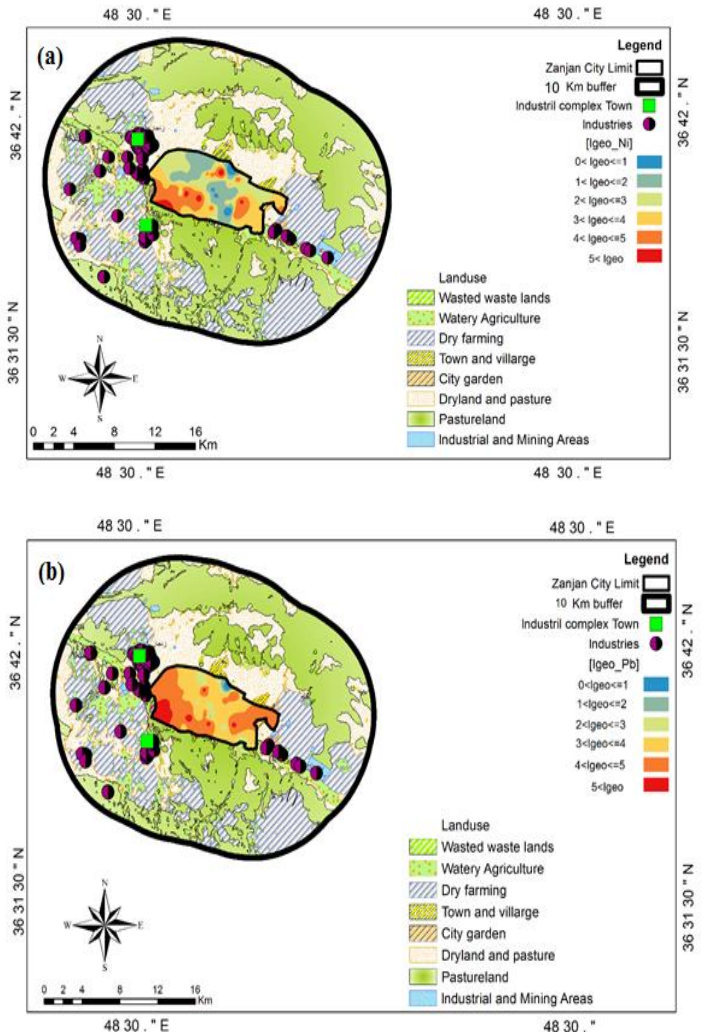 48 30 . " E 48 30 . " E
(a)
Legend
Zanjan City Limit
10 Km buffer
Industril complex Town
Industries
[Igeo_Ni]
0< Igeo<=1
1< Igeo<=2
2< Igeo<=3
3< Igeo<=4
4< Igeo<=5
5< Igeo
Landuse
Wasted waste lands
Watery Agriculture
Dry farming
Town and villarge
City garden
Dryland and pasture
Pastureland
Industrial and Mining Areas
36 42 . " N
36 31 30 " N
36 42 . " N
36 31 30 " N
N
W E
S
0 2 4 8 12 16
Km
48 30 . " E 48 30 . " E
48 30 . " E 48 30 . " E
(b)
Legend
Zanjan City Limit
10 Km buffer
Industril complex Town
Industries
[Igeo_Pb]
0<Igeo<=1
1<Igeo<=2
2<Igeo<=3
3<Igeo<=4
4<Igeo<=5
5<Igeo
Landuse
Wasted waste lands
Watery Agriculture
Dry farming
Town and villarge
City garden
Dryland and pasture
Pastureland
Industrial and Mining Areas
36 42 . " N
36 31 30 " N
36 42 . " N
36 31 30 " N
N
W E
S
0 2 4 8 12 16
Km
48 30 . " E 48 30 . "